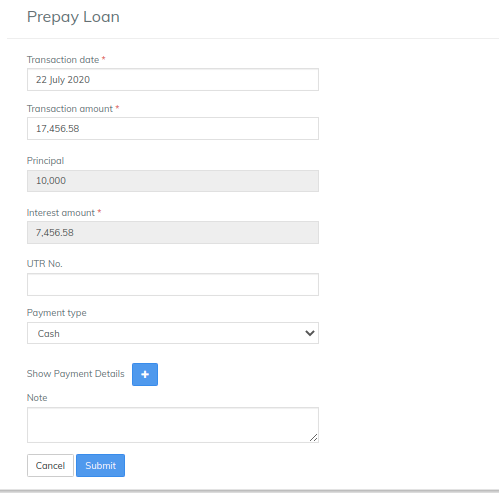 Prepay Loan
Transaction date *
22 July 2020
Transaction amount *
17,456.58
Principal
10,000
Interest amount *
7,456.58
UTR No.
Payment type
Cash
Show Payment Details +
Note
Cancel Submit